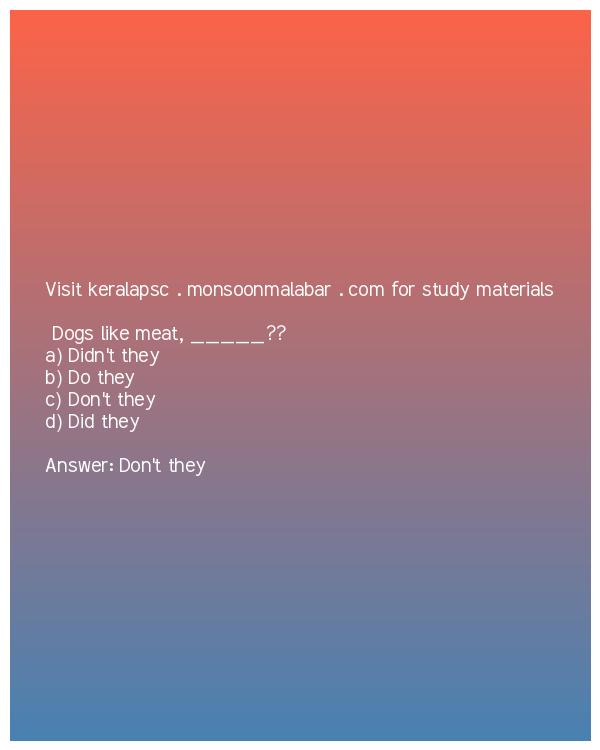 Visit keralapsc . monsoonmalabar . com for study materials
Dogs like meat, _____??
a) Didn't they
b) Do they
c) Don't they
d) Did they
Answer: Don't they